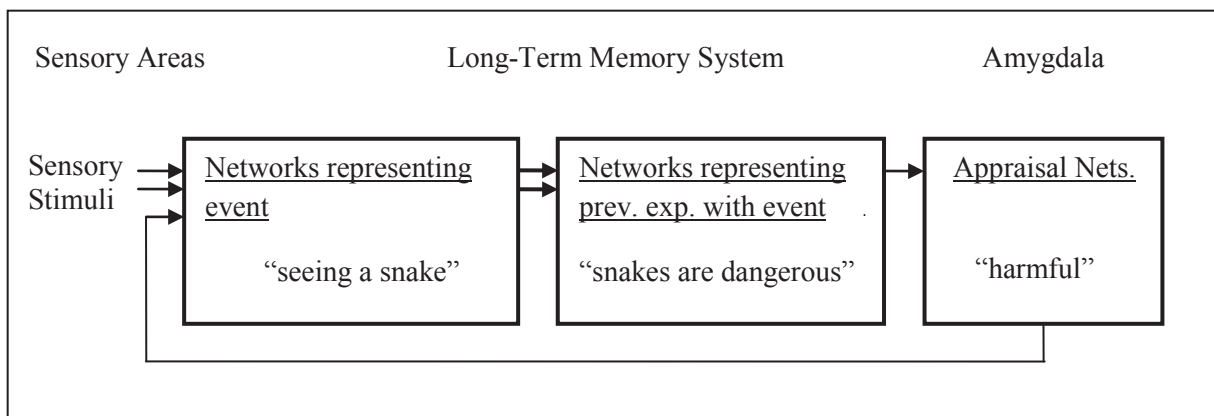 Sensory Areas
Long-Term Memory System
Amygdala
Sensory
Stimuli
Networks representing
event
“seeing a snake”
Networks representing
prev. exp. with event .
“snakes are dangerous”
Appraisal Nets.
“harmful”